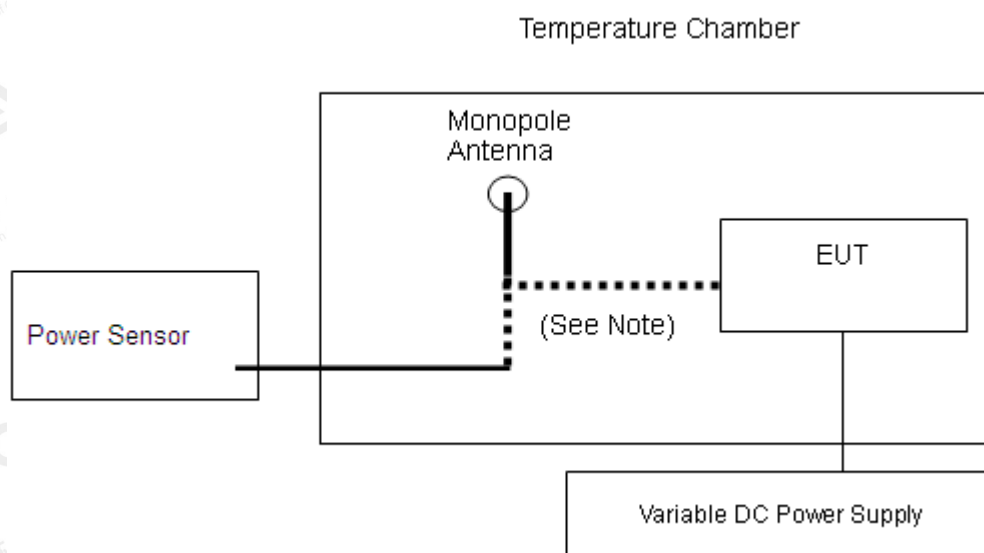 Temperature Chamber
Monopole
Antenna
EUT
(See Note)
Power Sensor
Variable DC Power Supply